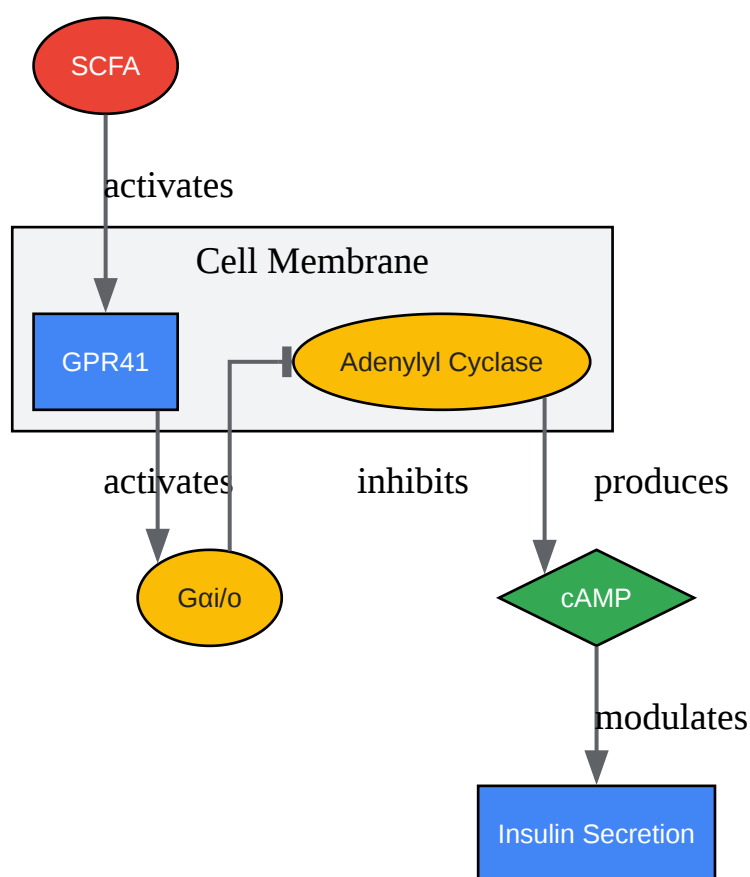 SCFA
activates
Cell Membrane
GPR41
Adenylyl Cyclase
activates
inhibits
produces
Gαi/o
cAMP
modulates
Insulin Secretion